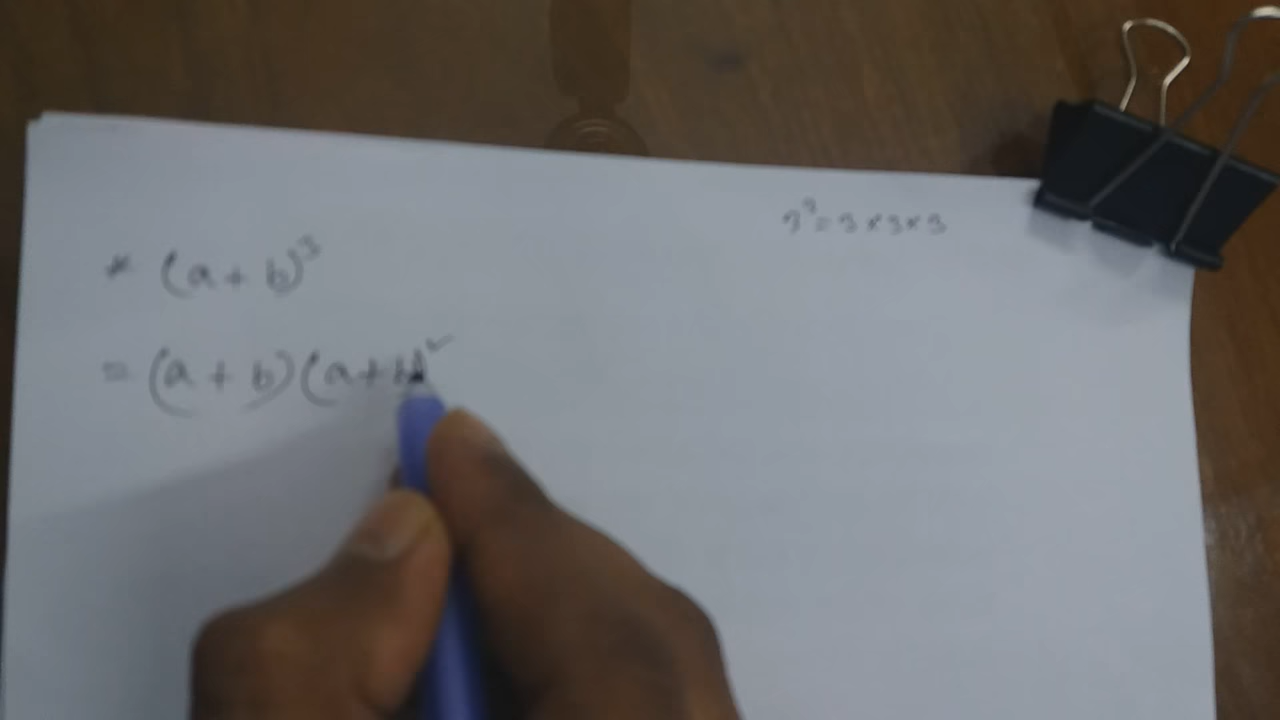 3³ = 3 × 3 × 3
* (a + b)³
= (a + b) (a + b)²